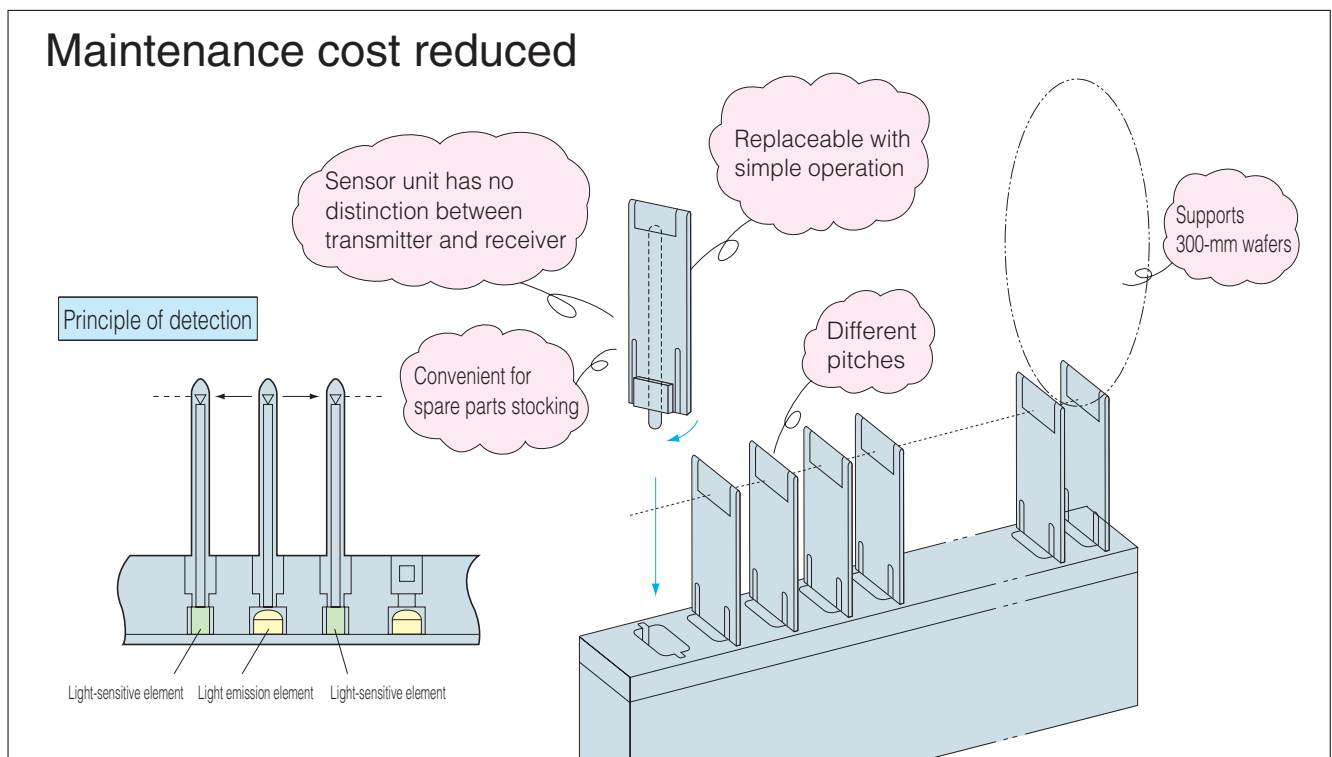 Maintenance cost reduced
Sensor unit has no
distinction between
transmitter and receiver
Replaceable with
simple operation
Supports
300-mm wafers
Principle of detection
Convenient for
spare parts stocking
Different
pitches
Light-sensitive element
Light emission element
Light-sensitive element